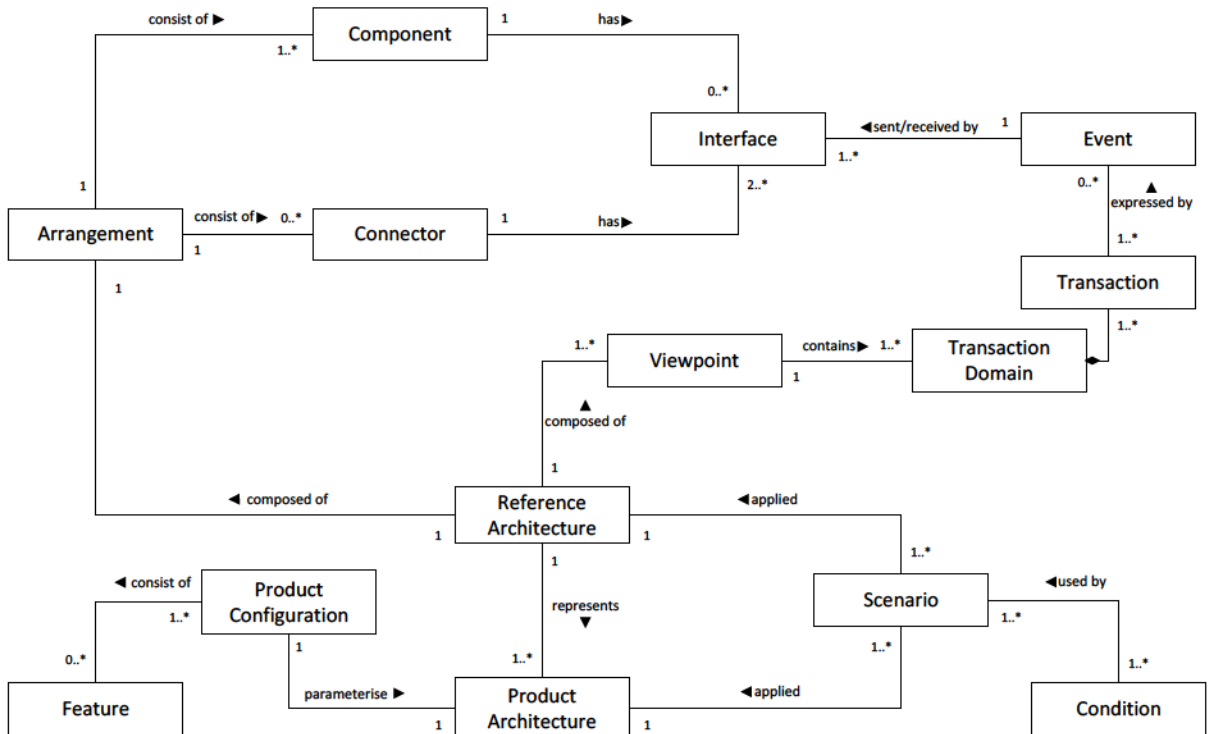 consist of ►
1..*
Component
1
has ►
0..*
Interface
◄ sent/received by
1
1..*
Event
2..*
0..*
▲
expressed by
1..*
Transaction
1..*
1
Arrangement
consist of ►
0..*
1
Connector
1
has ►
1
1..*
Viewpoint
contains ►
1..*
1
Transaction
Domain
▲
composed of
1
◄ composed of
1
Reference
Architecture
◄ applied
1
1..*
1
represents
▼
1..*
◄ consist of
1..*
Product
Configuration
1
0..*
Feature
parameterise ►
1
Product
Architecture
◄ applied
1
1..*
Scenario
◄ used by
1..*
1..*
Condition